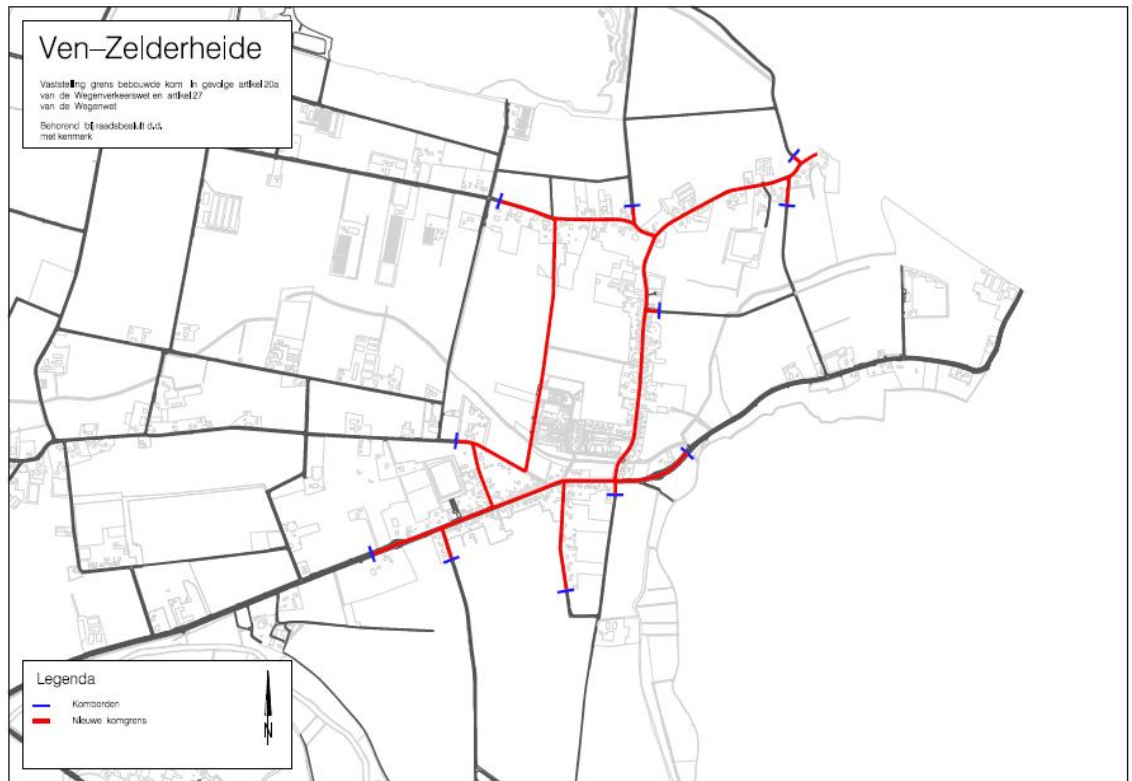 Ven–Zelderheide
Vaststelling grens bebouwde kom in gevolge artikel 20a
van de Wegenverkeerswet en artikel 27
van de Wegenwet
Behorend bij raadsbesluit d.d.
met kenmerk
Legenda
Komborden
Nieuwe komgrens
N